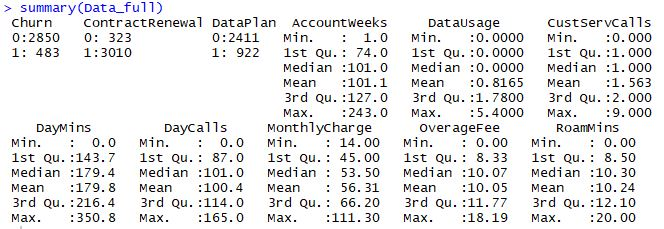 > summary(Data_full)
Churn    ContractRenewal DataPlan  AccountWeeks     DataUsage      CustServCalls
0:2850   0: 323          0:2411   Min.   :  1.0   Min.   :0.0000   Min.   :0.000
1: 483   1:3010          1: 922   1st Qu.: 74.0   1st Qu.:0.0000   1st Qu.:1.000
Median :101.0   Median :0.0000   Median :1.000
Mean   :101.1   Mean   :0.8165   Mean   :1.563
3rd Qu.:127.0   3rd Qu.:1.7800   3rd Qu.:2.000
Max.   :243.0   Max.   :5.4000   Max.   :9.000
DayMins         DayCalls     MonthlyCharge     OverageFee       RoamMins
Min.   :  0.0   Min.   :  0.0   Min.   : 14.00   Min.   : 0.00   Min.   : 0.00
1st Qu.:143.7   1st Qu.: 87.0   1st Qu.: 45.00   1st Qu.: 8.33   1st Qu.: 8.50
Median :179.4   Median :101.0   Median : 53.50   Median :10.07   Median :10.30
Mean   :179.8   Mean   :100.4   Mean   : 56.31   Mean   :10.05   Mean   :10.24
3rd Qu.:216.4   3rd Qu.:114.0   3rd Qu.: 66.20   3rd Qu.:11.77   3rd Qu.:12.10
Max.   :350.8   Max.   :165.0   Max.   :111.30   Max.   :18.19   Max.   :20.00